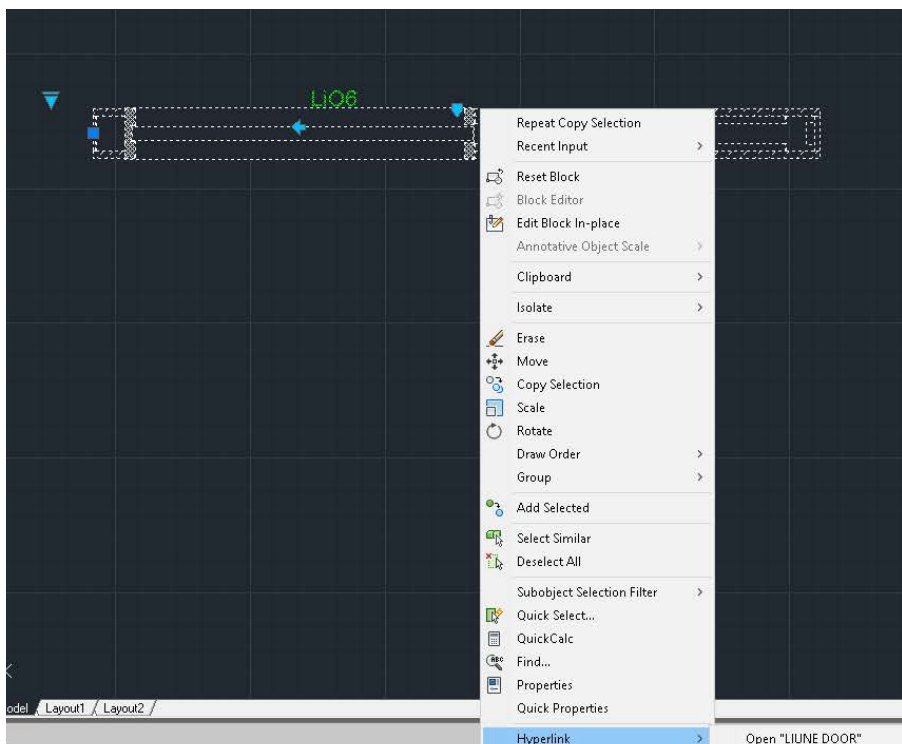 LiO6
Repeat Copy Selection
Recent Input
Reset Block
Block Editor
Edit Block In-place
Annotative Object Scale
Clipboard
Isolate
Erase
Move
Copy Selection
Scale
Rotate
Draw Order
Group
Add Selected
Select Similar
Deselect All
Subobject Selection Filter
Quick Select...
QuickCalc
Find...
Properties
Quick Properties
odel / Layout1 / Layout2 /
Hyperlink
Open "LIUNE DOOR"